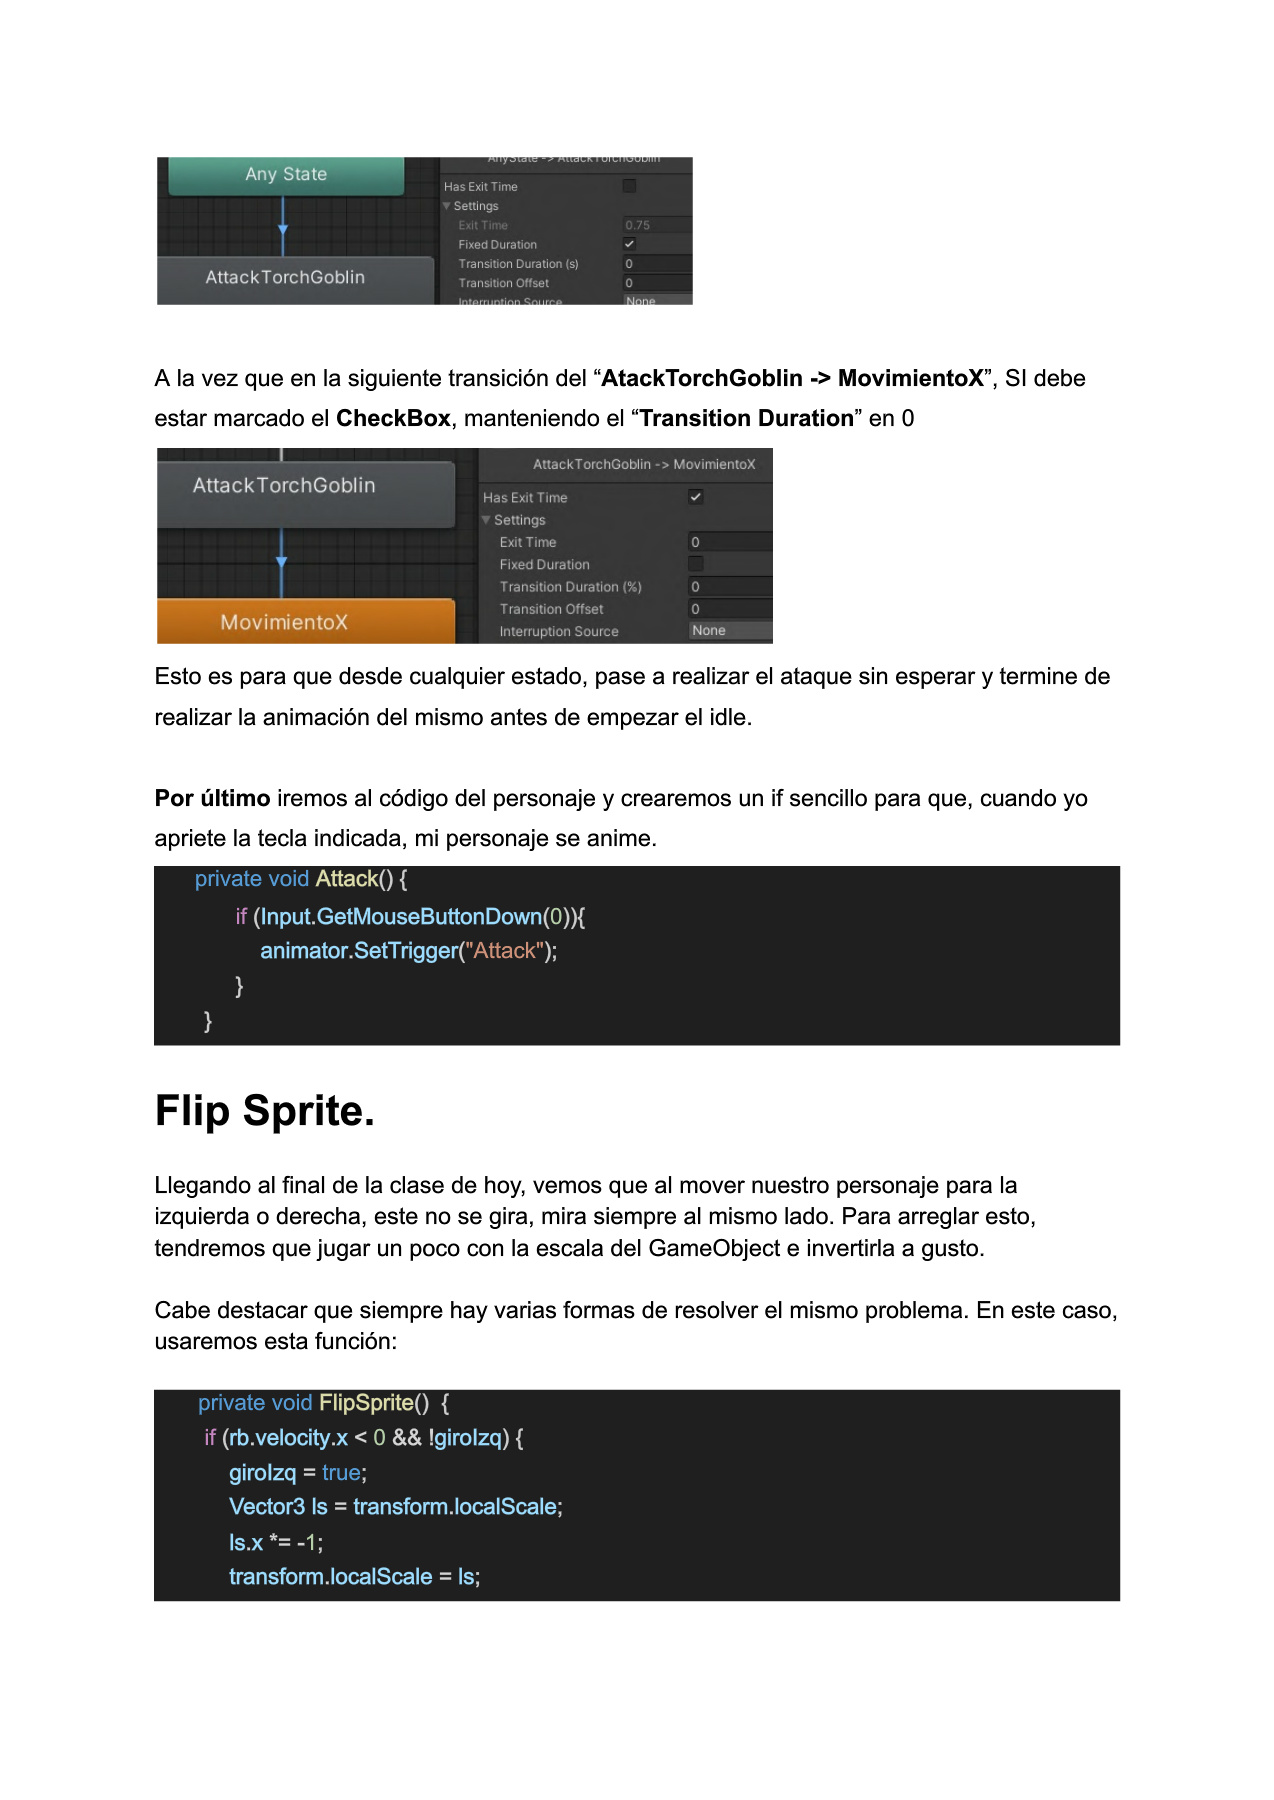 AnyState -> AttackTorchGoblin
Any State
Has Exit Time
Settings
Exit Time 0.75
Fixed Duration
AttackTorchGoblin
Transition Duration (s) 0
Transition Offset 0
Interruption Source None
A la vez que en la siguiente transición del “AtackTorchGoblin -> MovimientoX”, SI debe
estar marcado el CheckBox, manteniendo el “Transition Duration” en 0
AttackTorchGoblin -> MovimientoX
AttackTorchGoblin
Has Exit Time
Settings
Exit Time 0
Fixed Duration
Transition Duration (%) 0
Transition Offset 0
MovimientoX
Interruption Source None
Esto es para que desde cualquier estado, pase a realizar el ataque sin esperar y termine de
realizar la animación del mismo antes de empezar el idle.
Por último iremos al código del personaje y crearemos un if sencillo para que, cuando yo
apriete la tecla indicada, mi personaje se anime.
private void Attack() {
if (Input.GetMouseButtonDown(0)){
animator.SetTrigger("Attack");
}
}
Flip Sprite.
Llegando al final de la clase de hoy, vemos que al mover nuestro personaje para la
izquierda o derecha, este no se gira, mira siempre al mismo lado. Para arreglar esto,
tendremos que jugar un poco con la escala del GameObject e invertirla a gusto.
Cabe destacar que siempre hay varias formas de resolver el mismo problema. En este caso,
usaremos esta función:
private void FlipSprite() {
if (rb.velocity.x < 0 && !giroIzq) {
giroIzq = true;
Vector3 ls = transform.localScale;
ls.x *= -1;
transform.localScale = ls;